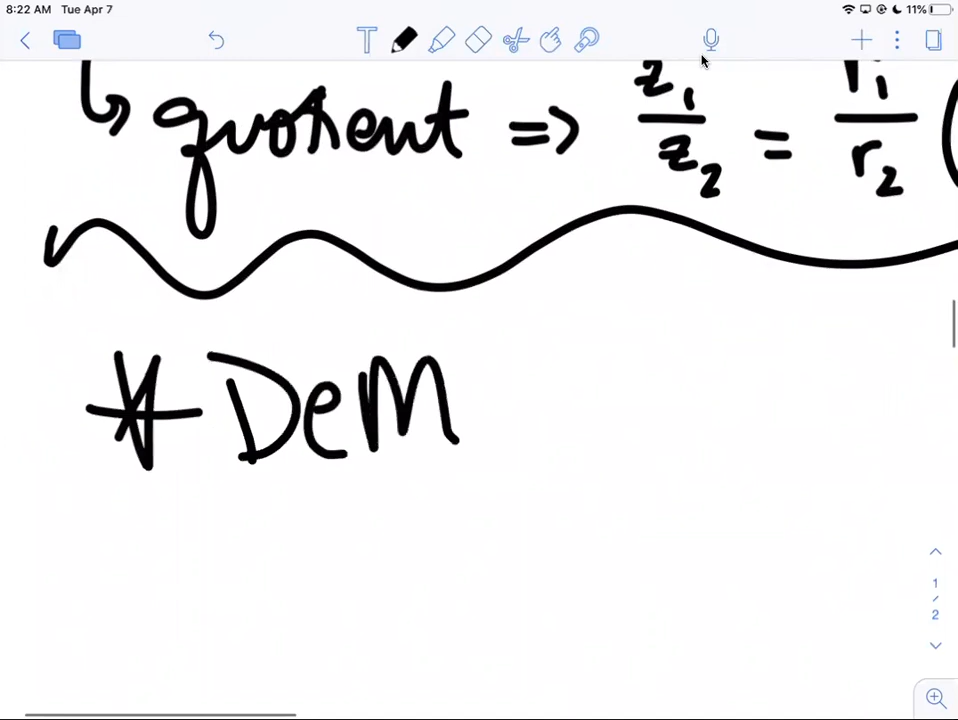 8:22 AM Tue Apr 7 11%
T
quotient => z1/z2 = r1/r2 (
* DeM
1
/
2